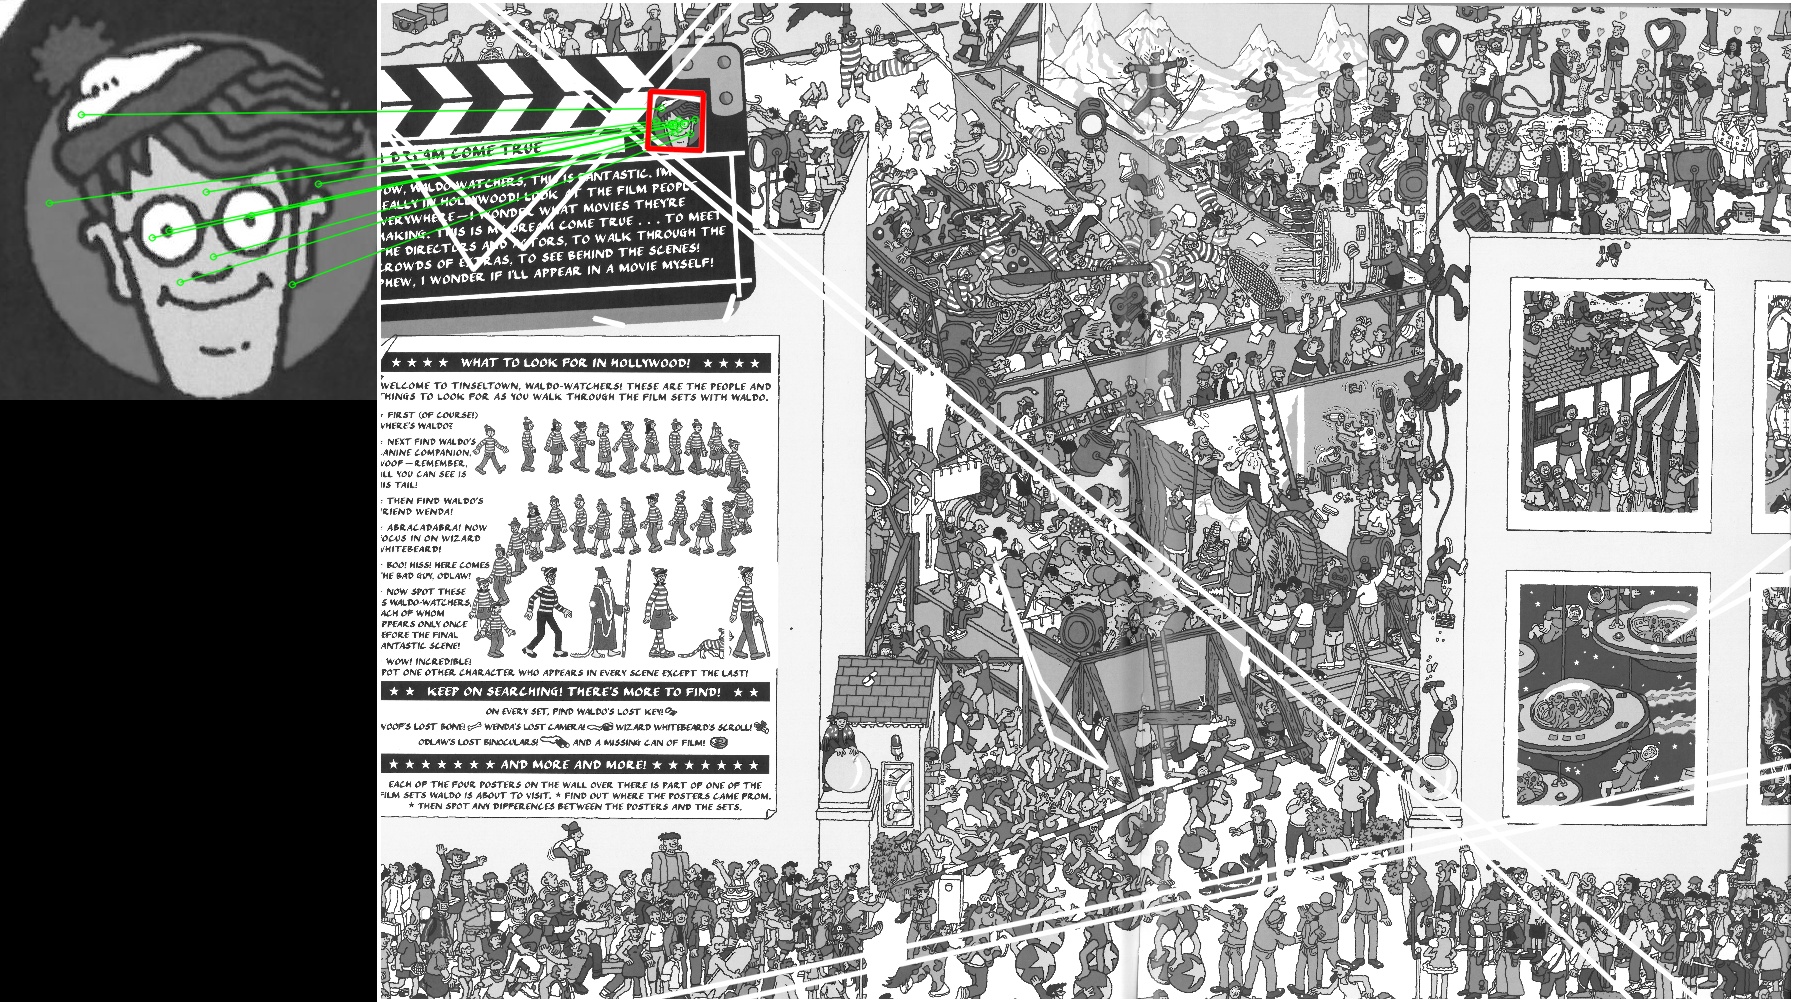 DREAM COME TRUE
OW, WALDO-WATCHERS, THIS IS FANTASTIC. I'M
EALLY IN HOLLYWOOD! LOOK AT THE FILM PEOPLE
VERYWHERE—I WONDER WHAT MOVIES THEY'RE
AKING. THIS IS MY DREAM COME TRUE . . . TO MEET
HE DIRECTORS AND ACTORS, TO WALK THROUGH THE
CROWDS OF EXTRAS, TO SEE BEHIND THE SCENES!
PHEW, I WONDER IF I'LL APPEAR IN A MOVIE MYSELF!
★ ★ ★ ★ WHAT TO LOOK FOR IN HOLLYWOOD! ★ ★ ★ ★
WELCOME TO TINSELTOWN, WALDO-WATCHERS! THESE ARE THE PEOPLE AND
THINGS TO LOOK FOR AS YOU WALK THROUGH THE FILM SETS WITH WALDO.
FIRST (OF COURSE!)
WHERE'S WALDO?
NEXT FIND WALDO'S
ANINE COMPANION,
WOOF—REMEMBER,
ALL YOU CAN SEE IS
HIS TAIL!
THEN FIND WALDO'S
FRIEND WENDA!
ABRACADABRA! NOW
FOCUS IN ON WIZARD
WHITEBEARD!
BOO! HISS! HERE COMES
THE BAD GUY, ODLAW!
NOW SPOT THESE
5 WALDO-WATCHERS,
EACH OF WHOM
APPEARS ONLY ONCE
BEFORE THE FINAL
FANTASTIC SCENE!
WOW! INCREDIBLE!
SPOT ONE OTHER CHARACTER WHO APPEARS IN EVERY SCENE EXCEPT THE LAST!
★ ★ KEEP ON SEARCHING! THERE'S MORE TO FIND! ★ ★
ON EVERY SET, FIND WALDO'S LOST KEY!
WOOF'S LOST BONE! WENDA'S LOST CAMERA! WIZARD WHITEBEARD'S SCROLL!
ODLAW'S LOST BINOCULARS! AND A MISSING CAN OF FILM!
★ ★ ★ ★ ★ ★ ★ AND MORE AND MORE! ★ ★ ★ ★ ★ ★ ★
EACH OF THE FOUR POSTERS ON THE WALL OVER THERE IS PART OF ONE OF THE
FILM SETS WALDO IS ABOUT TO VISIT. * FIND OUT WHERE THE POSTERS CAME FROM.
* THEN SPOT ANY DIFFERENCES BETWEEN THE POSTERS AND THE SETS.